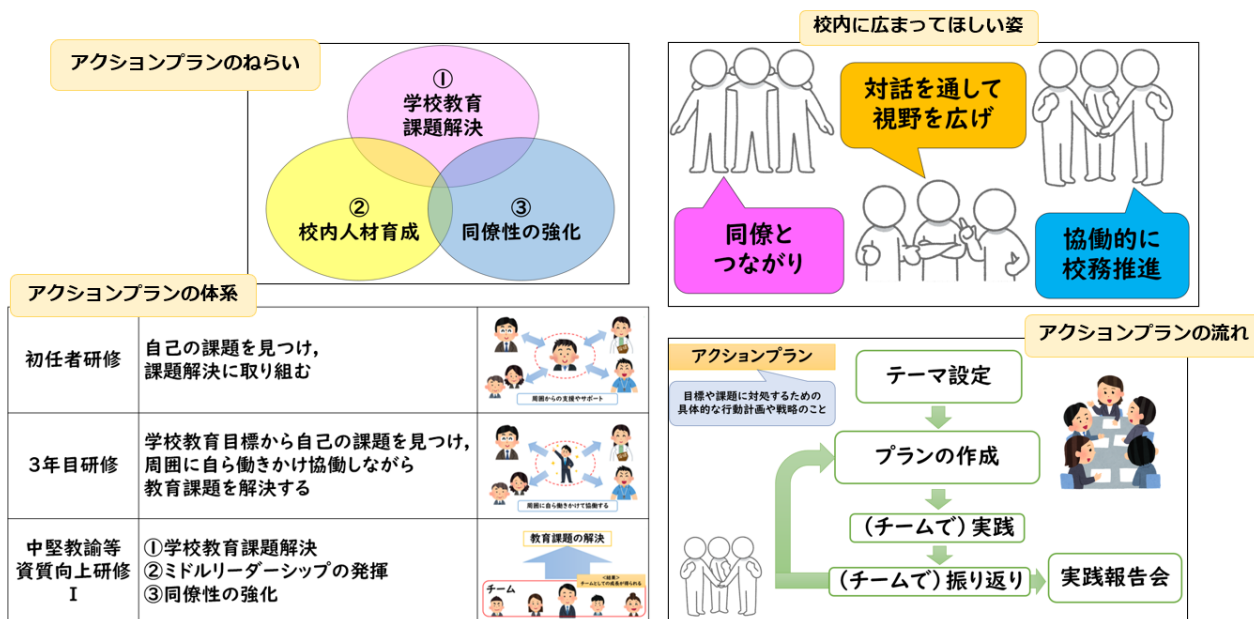 アクションプランのねらい
①
学校教育
課題解決
②
校内人材育成
③
同僚性の強化
校内に広まってほしい姿
対話を通して
視野を広げ
同僚と
つながり
協働的に
校務推進
アクションプランの体系
初任者研修
自己の課題を見つけ,
課題解決に取り組む
周囲からの支援やサポート
3年目研修
学校教育目標から自己の課題を見つけ,
周囲に自ら働きかけ協働しながら
教育課題を解決する
周囲に自ら働きかけて協働する
中堅教諭等
資質向上研修
Ⅰ
①学校教育課題解決
②ミドルリーダーシップの発揮
③同僚性の強化
教育課題の解決
チーム
<結果>
チームとしての成長が得られる
アクションプランの流れ
アクションプラン
目標や課題に対処するための
具体的な行動計画や戦略のこと
テーマ設定
プランの作成
(チームで)実践
(チームで)振り返り
実践報告会